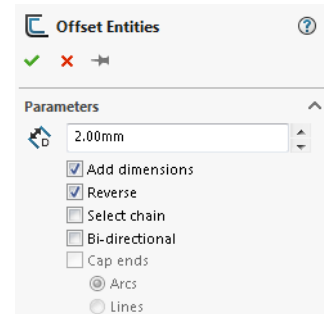 Offset Entities
Parameters
D
2.00mm
Add dimensions
Reverse
Select chain
Bi-directional
Cap ends
Arcs
Lines